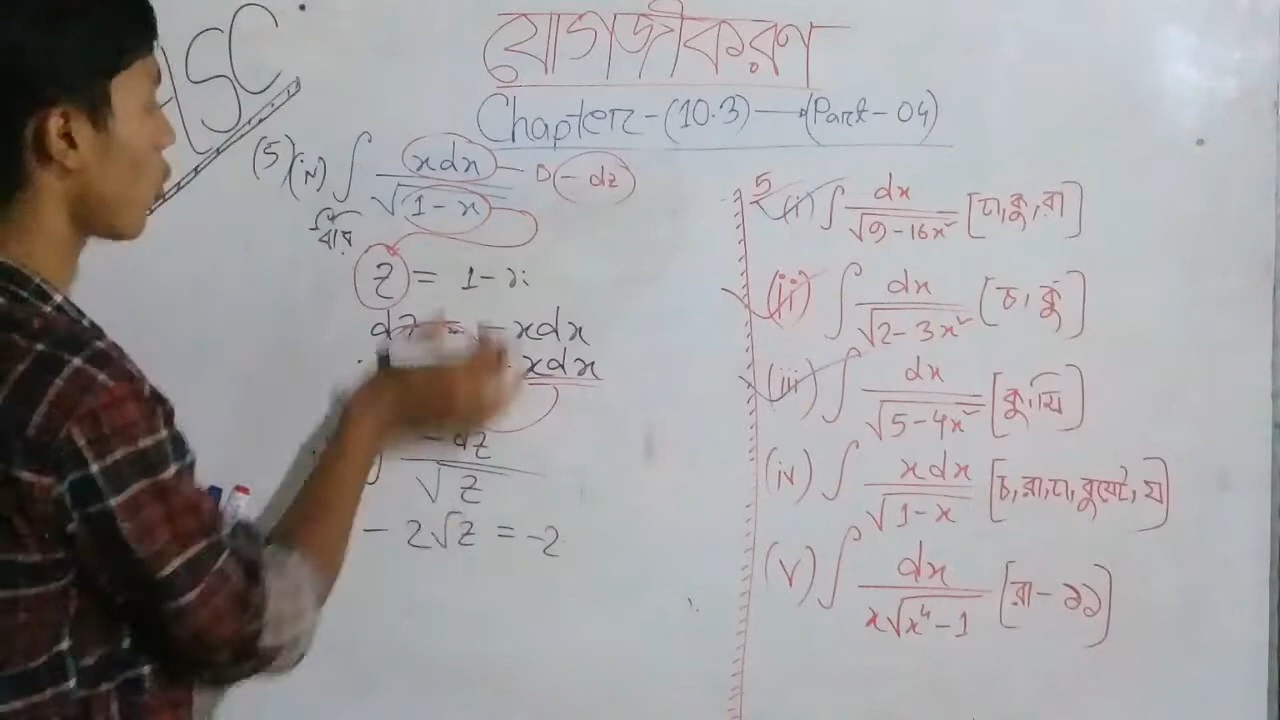 HSC
যোগজীকরণ
Chapter-(10.3)→(Part-04)
(5)(iv) ∫ xdx/√(1-x) → (-dz)
z = 1-x
dz = -xdx
xdx
-dz/√z
-2√z = -2
5
(i) ∫ dx/√(9-16x²) [ঢা,কু,রা]
(ii) ∫ dx/√(2-3x²) [চ,কু]
(iii) ∫ dx/√(5-4x²) [কু,সি]
(iv) ∫ xdx/√(1-x) [চ,রা,ঢা,বুয়েট,য]
(v) ∫ dx/x√(x⁴-1) [রা-১১]